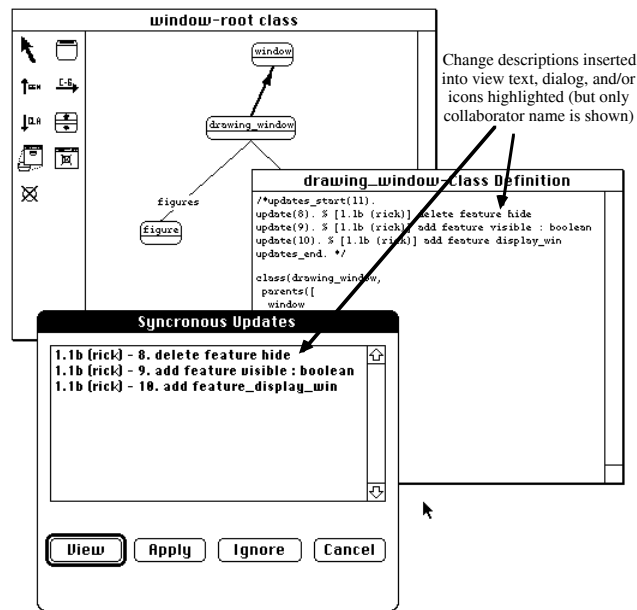 window-root class
window
drawing_window
figures
figure
Change descriptions inserted
into view text, dialog, and/or
icons highlighted (but only
collaborator name is shown)
drawing_window-Class Definition
/*updates_start(11).
update(8). % [1.1b (rick)] delete feature hide
update(9). % [1.1b (rick)] add feature visible : boolean
update(10). % [1.1b (rick)] add feature display_win
updates_end. */
class(drawing_window,
parents([
window
Syncronous Updates
1.1b (rick) - 8. delete feature hide
1.1b (rick) - 9. add feature visible : boolean
1.1b (rick) - 10. add feature_display_win
View
Apply
Ignore
Cancel